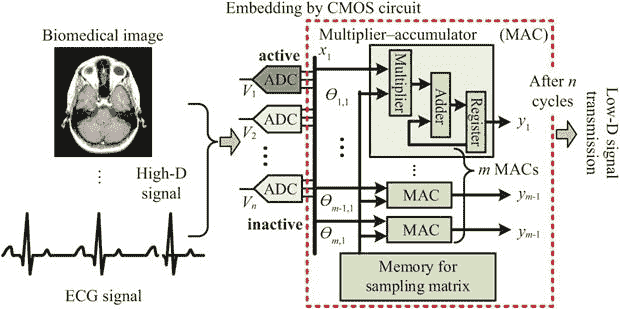 Embedding by CMOS circuit
Biomedical image
active
Multiplier–accumulator (MAC)
x1
ADC
V1
Θ1,1
Multiplier
Adder
Register
y1
After n
cycles
Low-D signal
transmission
ADC
V2
High-D
signal
m MACs
ADC
Vn
inactive
Θm-1,1
MAC
ym-1
Θm,1
MAC
ym-1
Memory for
sampling matrix
ECG signal